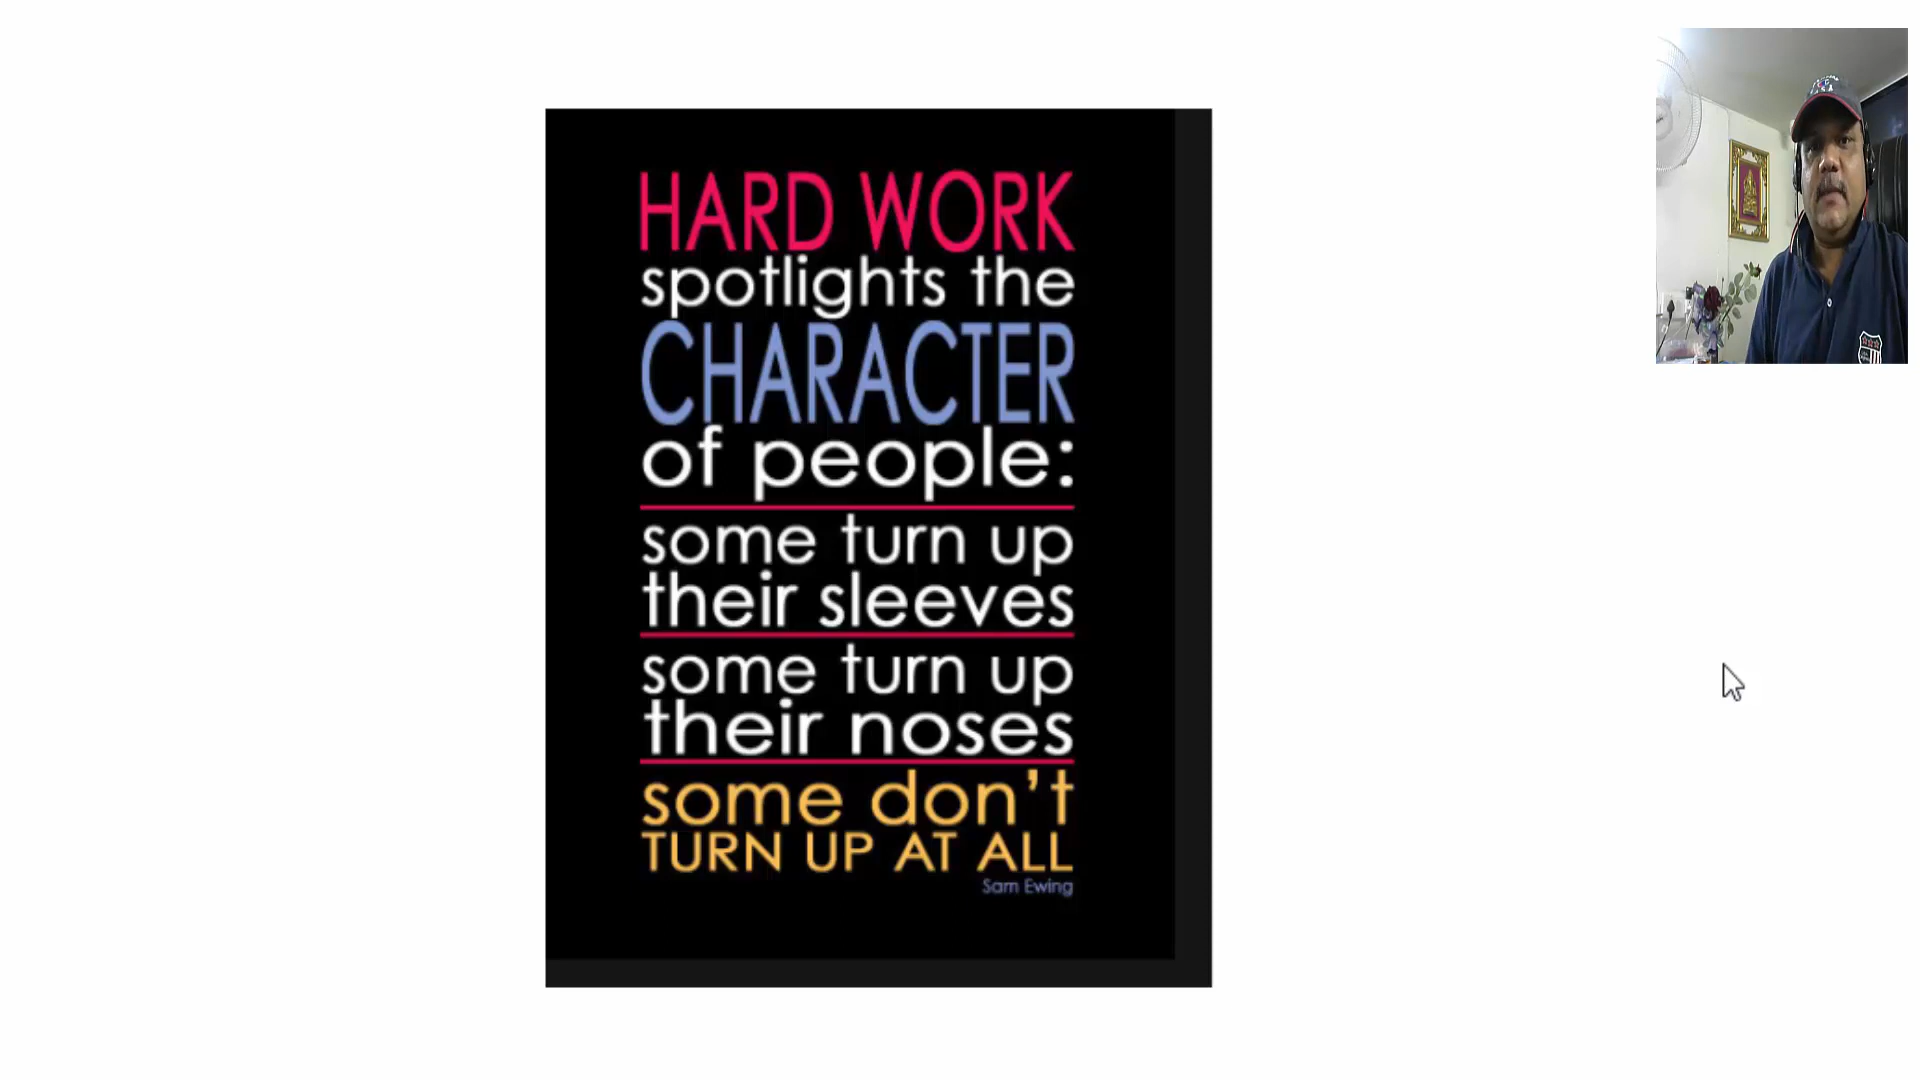 HARD WORK
spotlights the
CHARACTER
of people:
some turn up
their sleeves
some turn up
their noses
some don’t
TURN UP AT ALL
Sam Ewing